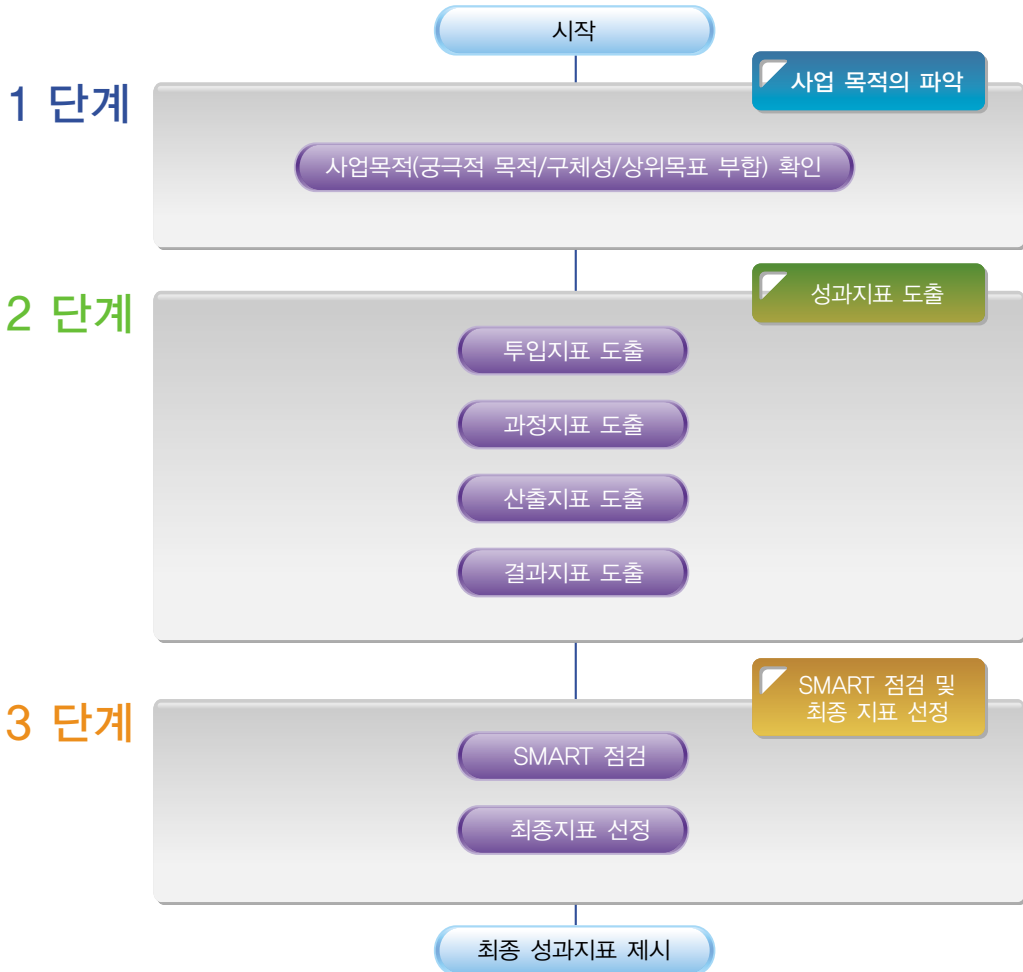 시작
1 단계
사업 목적의 파악
사업목적(궁극적 목적/구체성/상위목표 부합) 확인
2 단계
성과지표 도출
투입지표 도출
과정지표 도출
산출지표 도출
결과지표 도출
3 단계
SMART 점검 및
최종 지표 선정
SMART 점검
최종지표 선정
최종 성과지표 제시